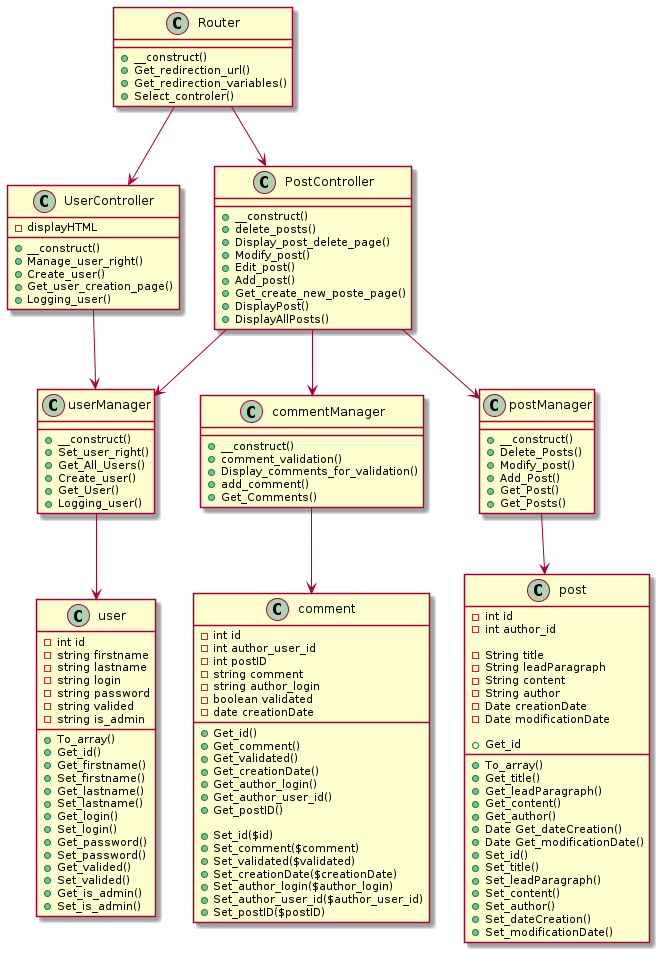 C Router
__construct()
Get_redirection_url()
Get_redirection_variables()
Select_controler()
C UserController
displayHTML
__construct()
Manage_user_right()
Create_user()
Get_user_creation_page()
Logging_user()
C PostController
__construct()
delete_posts()
Display_post_delete_page()
Modify_post()
Edit_post()
Add_post()
Get_create_new_poste_page()
DisplayPost()
DisplayAllPosts()
C userManager
__construct()
Set_user_right()
Get_All_Users()
Create_user()
Get_User()
Logging_user()
C commentManager
__construct()
comment_validation()
Display_comments_for_validation()
add_comment()
Get_Comments()
C postManager
__construct()
Delete_Posts()
Modify_post()
Add_Post()
Get_Post()
Get_Posts()
C user
int id
string firstname
string lastname
string login
string password
string valided
string is_admin
To_array()
Get_id()
Get_firstname()
Set_firstname()
Get_lastname()
Set_lastname()
Get_login()
Set_login()
Get_password()
Set_password()
Get_valided()
Set_valided()
Get_is_admin()
Set_is_admin()
C comment
int id
int author_user_id
int postID
string comment
string author_login
boolean validated
date creationDate
Get_id()
Get_comment()
Get_validated()
Get_creationDate()
Get_author_login()
Get_author_user_id()
Get_postID()
Set_id($id)
Set_comment($comment)
Set_validated($validated)
Set_creationDate($creationDate)
Set_author_login($author_login)
Set_author_user_id($author_user_id)
Set_postID($postID)
C post
int id
int author_id
String title
String leadParagraph
String content
String author
Date creationDate
Date modificationDate
Get_id
To_array()
Get_title()
Get_leadParagraph()
Get_content()
Get_author()
Date Get_dateCreation()
Date Get_modificationDate()
Set_id()
Set_title()
Set_leadParagraph()
Set_content()
Set_author()
Set_dateCreation()
Set_modificationDate()